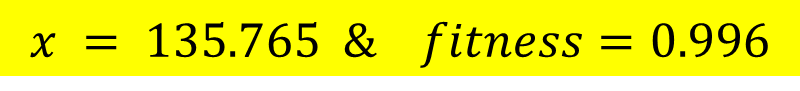 x = 135.765 & fitness = 0.996